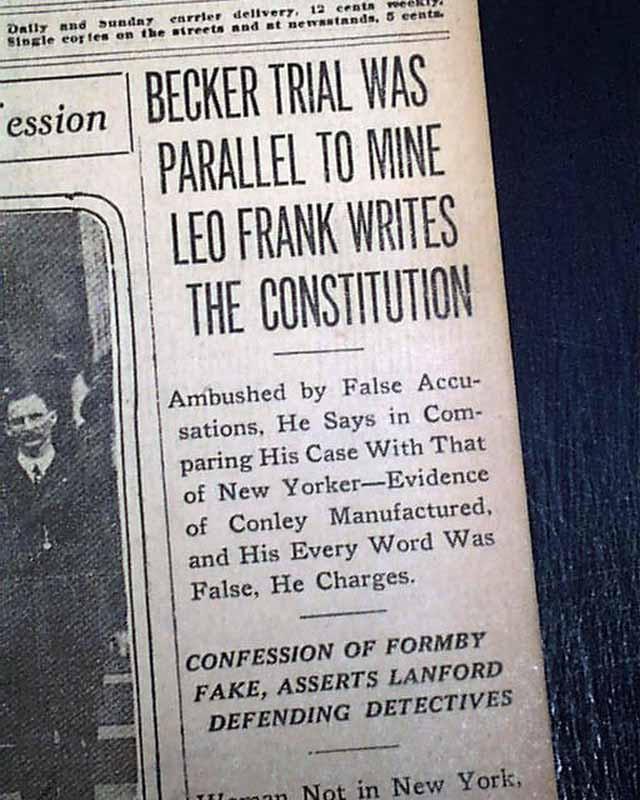 Daily and Sunday carrier delivery, 12 cents weekly.
Single copies on the streets and at newsstands, 5 cents.
ession
BECKER TRIAL WAS
PARALLEL TO MINE
LEO FRANK WRITES
THE CONSTITUTION
Ambushed by False Accu-
sations, He Says in Com-
paring His Case With That
of New Yorker—Evidence
of Conley Manufactured,
and His Every Word Was
False, He Charges.
CONFESSION OF FORMBY
FAKE, ASSERTS LANFORD
DEFENDING DETECTIVES
Woman Not in New York,